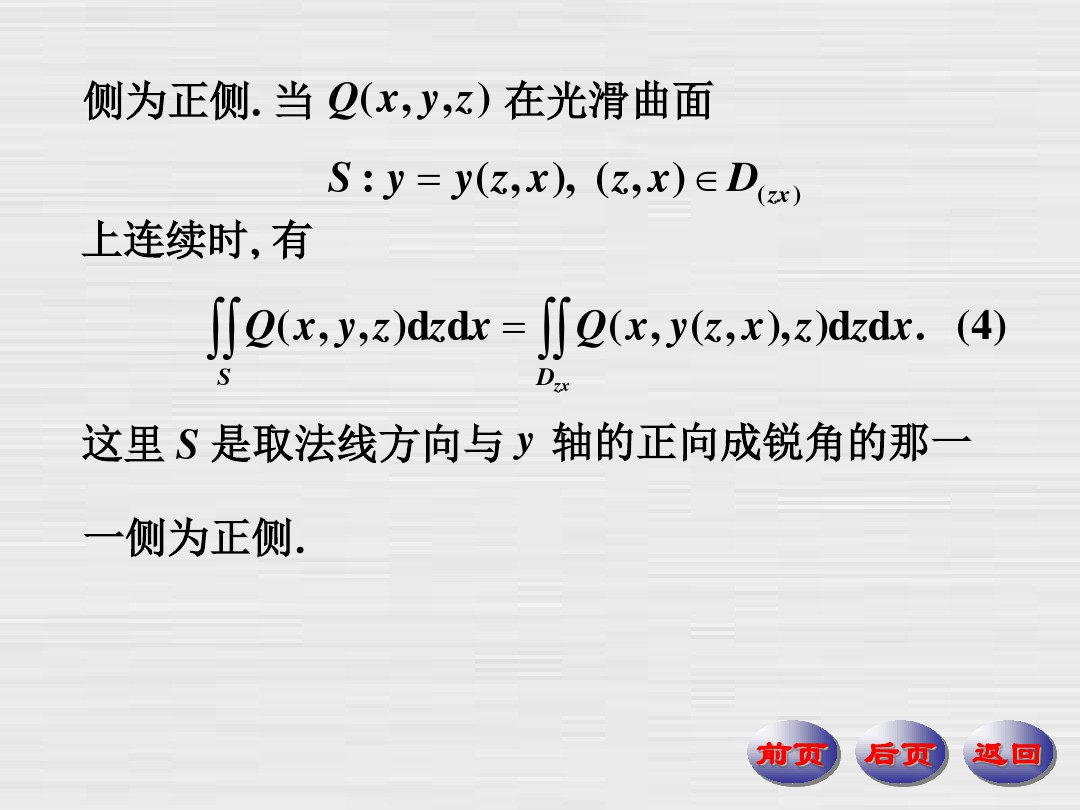 侧为正侧. 当 Q(x, y,z) 在光滑曲面
S : y = y(z,x), (z,x) ∈ D_(zx)
上连续时, 有
∬_S Q(x, y,z)dzdx = ∬_{D_zx} Q(x, y(z,x),z)dzdx. (4)
这里 S 是取法线方向与 y 轴的正向成锐角的那一
一侧为正侧.
前页 后页 返回